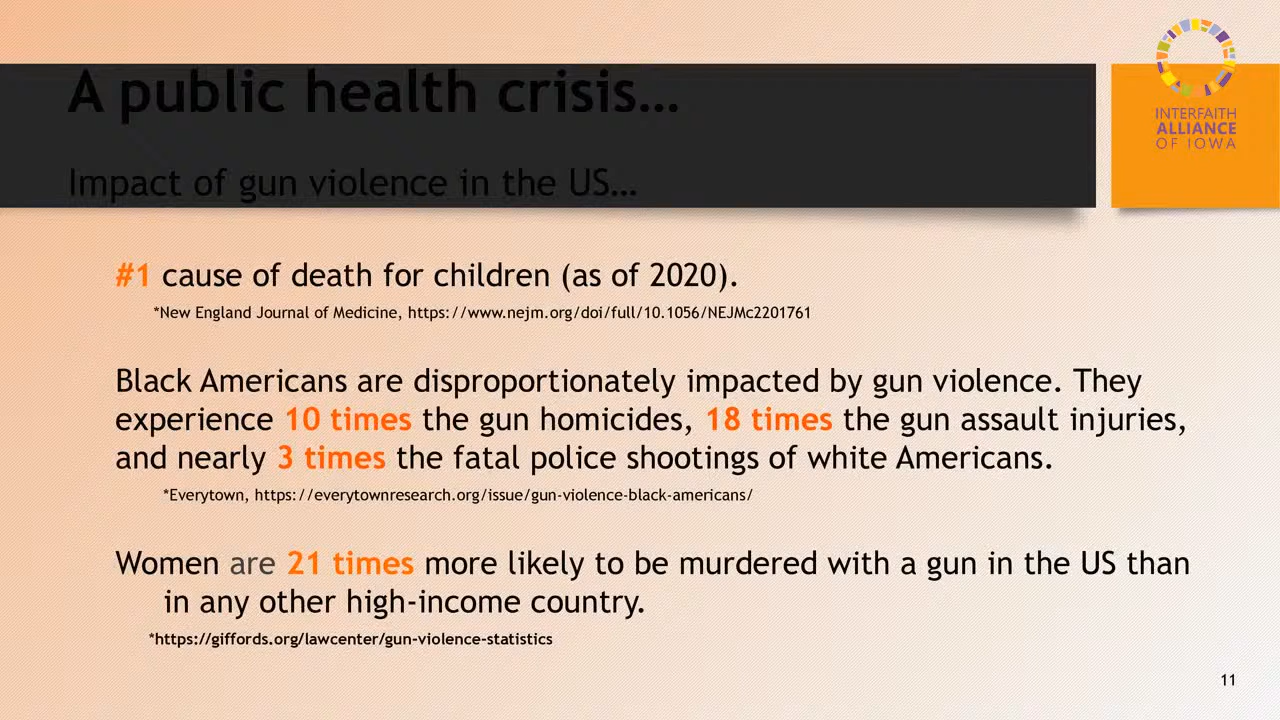 A public health crisis…
INTERFAITH
ALLIANCE
OF IOWA
Impact of gun violence in the US…
#1 cause of death for children (as of 2020).
*New England Journal of Medicine, https://www.nejm.org/doi/full/10.1056/NEJMc2201761
Black Americans are disproportionately impacted by gun violence. They
experience 10 times the gun homicides, 18 times the gun assault injuries,
and nearly 3 times the fatal police shootings of white Americans.
*Everytown, https://everytownresearch.org/issue/gun-violence-black-americans/
Women are 21 times more likely to be murdered with a gun in the US than
in any other high-income country.
*https://giffords.org/lawcenter/gun-violence-statistics
11